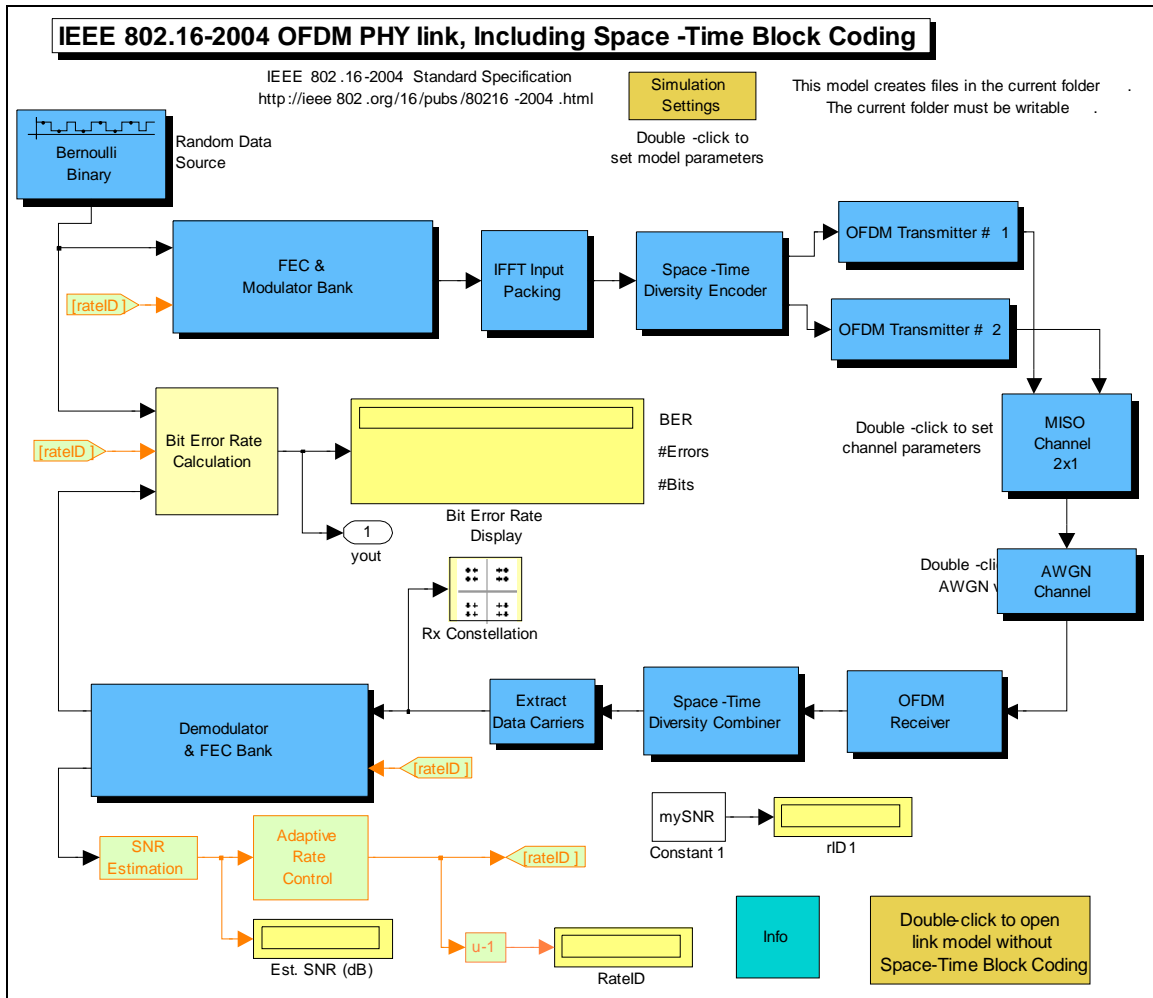 IEEE 802.16-2004 OFDM PHY link, Including Space -Time Block Coding
IEEE 802 .16 -2004 Standard Specification
http://ieee 802 .org /16 /pubs /80216 -2004 .html
Simulation
Settings
Double -click to
set model parameters
This model creates files in the current folder .
The current folder must be writable .
Bernoulli
Binary
Random Data
Source
FEC &
Modulator Bank
[rateID ]
IFFT Input
Packing
Space -Time
Diversity Encoder
OFDM Transmitter # 1
OFDM Transmitter # 2
Bit Error Rate
Calculation
[rateID ]
BER
#Errors
#Bits
Bit Error Rate
Display
1
yout
Double -click to set
channel parameters
MISO
Channel
2x1
Double -cli
AWGN
AWGN
Channel
Rx Constellation
Demodulator
& FEC Bank
[rateID ]
Extract
Data Carriers
Space -Time
Diversity Combiner
OFDM
Receiver
mySNR
Constant 1
rID 1
SNR
Estimation
Adaptive
Rate
Control
[rateID ]
Est. SNR (dB)
u-1
RateID
Info
Double-click to open
link model without
Space-Time Block Coding